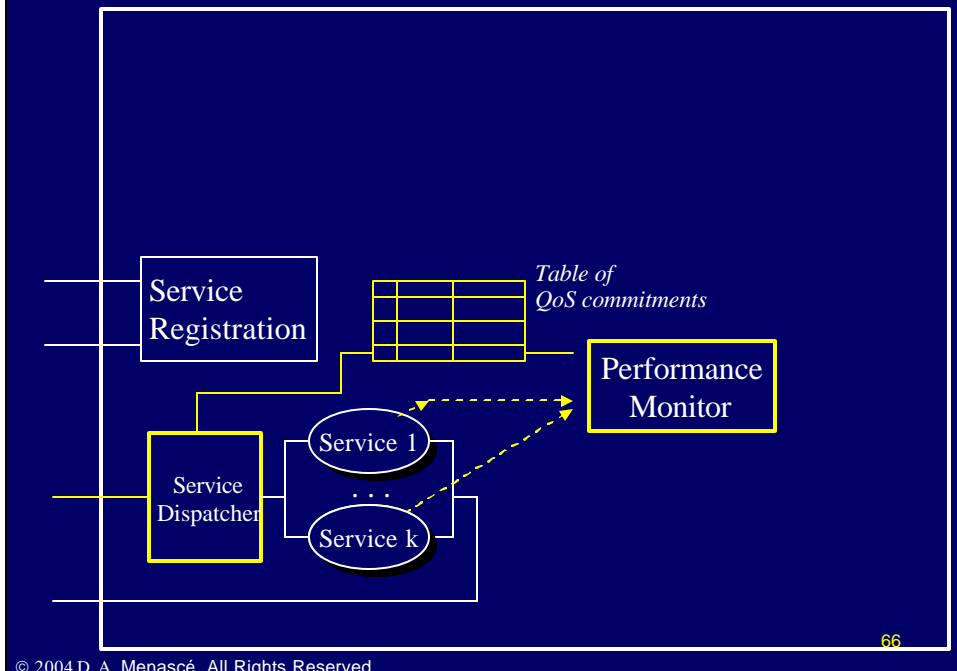 Service
Registration
Table of
QoS commitments
Performance
Monitor
Service 1
. . .
Service
Dispatcher
Service k
66
© 2004 D. A. Menascé. All Rights Reserved.